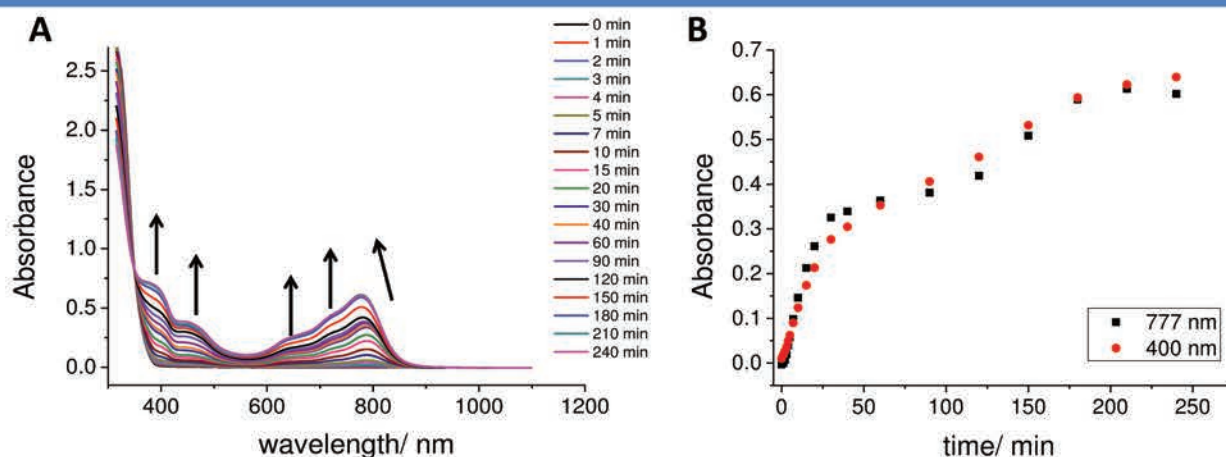 A
Absorbance
2.5
2.0
1.5
1.0
0.5
0.0
400
600
800
1000
1200
wavelength/ nm
0 min
1 min
2 min
3 min
4 min
5 min
7 min
10 min
15 min
20 min
30 min
40 min
60 min
90 min
120 min
150 min
180 min
210 min
240 min
B
Absorbance
0.7
0.6
0.5
0.4
0.3
0.2
0.1
0.0
0
50
100
150
200
250
time/ min
777 nm
400 nm